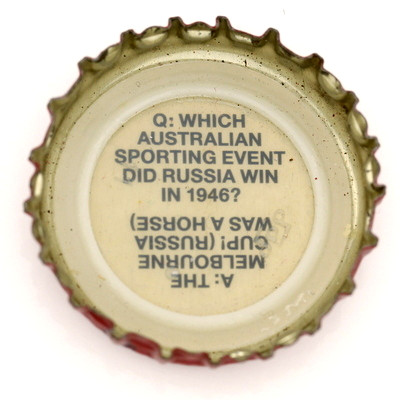 Q: WHICH
AUSTRALIAN
SPORTING EVENT
DID RUSSIA WIN
IN 1946?
A: THE
MELBOURNE
CUP! (RUSSIA
WAS A HORSE)